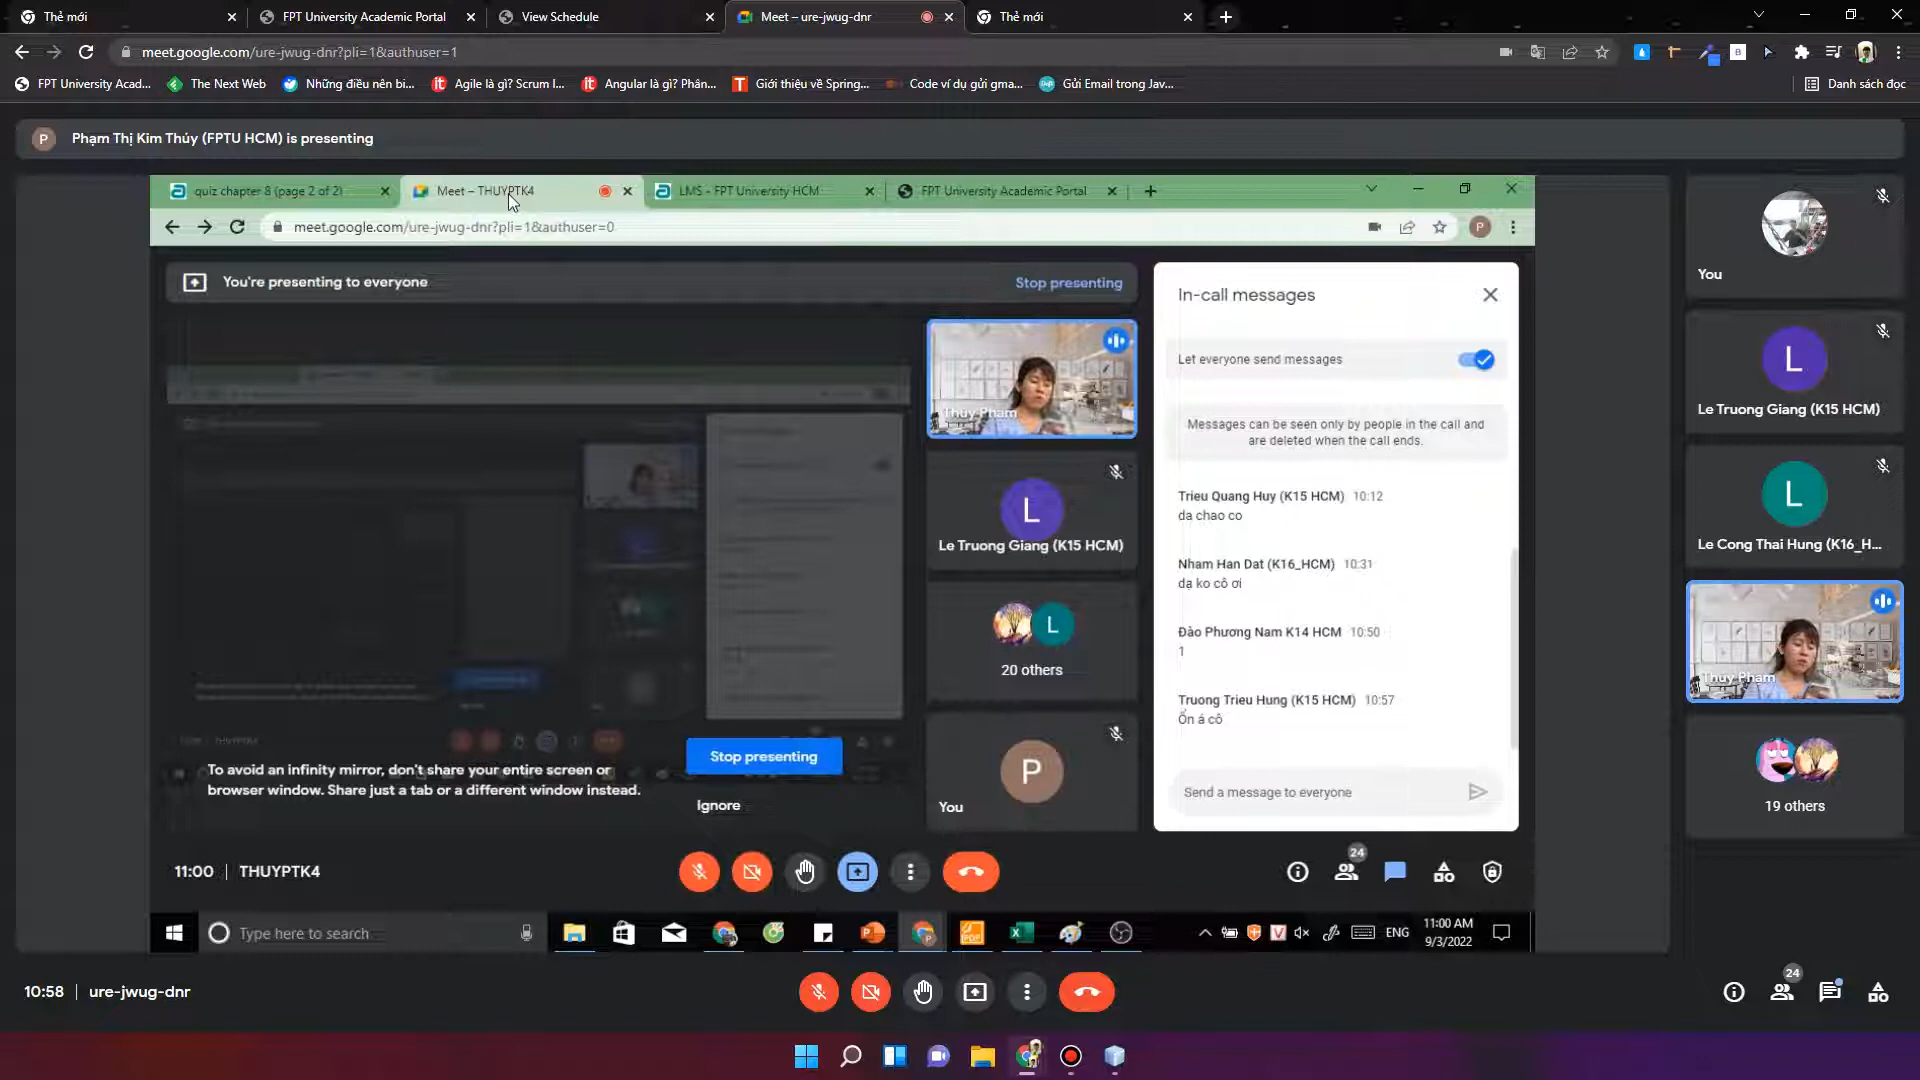 Thẻ mới
FPT University Academic Portal
View Schedule
Meet – ure-jwug-dnr
Thẻ mới
meet.google.com/ure-jwug-dnr?pli=1&authuser=1
FPT University Acad...
The Next Web
Những điều nên bi...
Agile là gì? Scrum I...
Angular là gì? Phân...
Giới thiệu về Spring...
Code ví dụ gửi gma...
Gửi Email trong Jav...
Danh sách đọc
P
Phạm Thị Kim Thúy (FPTU HCM) is presenting
quiz chapter 8 (page 2 of 2)
Meet – THUYPTK4
LMS - FPT University HCM
FPT University Academic Portal
meet.google.com/ure-jwug-dnr?pli=1&authuser=0
P
You're presenting to everyone
Stop presenting
Thúy Phạm
L
Le Truong Giang (K15 HCM)
L
20 others
P
You
To avoid an infinity mirror, don't share your entire screen or
browser window. Share just a tab or a different window instead.
Stop presenting
Ignore
In-call messages
Let everyone send messages
Messages can be seen only by people in the call and
are deleted when the call ends.
Trieu Quang Huy (K15 HCM) 10:12
da chao co
Nham Han Dat (K16_HCM) 10:31
dạ ko cô ơi
Đào Phương Nam K14 HCM 10:50
1
Truong Trieu Hung (K15 HCM) 10:57
Ổn á cô
Send a message to everyone
11:00 | THUYPTK4
24
Type here to search
ENG
11:00 AM
9/3/2022
You
L
Le Truong Giang (K15 HCM)
L
Le Cong Thai Hung (K16_H...
Thuy Pham
19 others
10:58 | ure-jwug-dnr
24